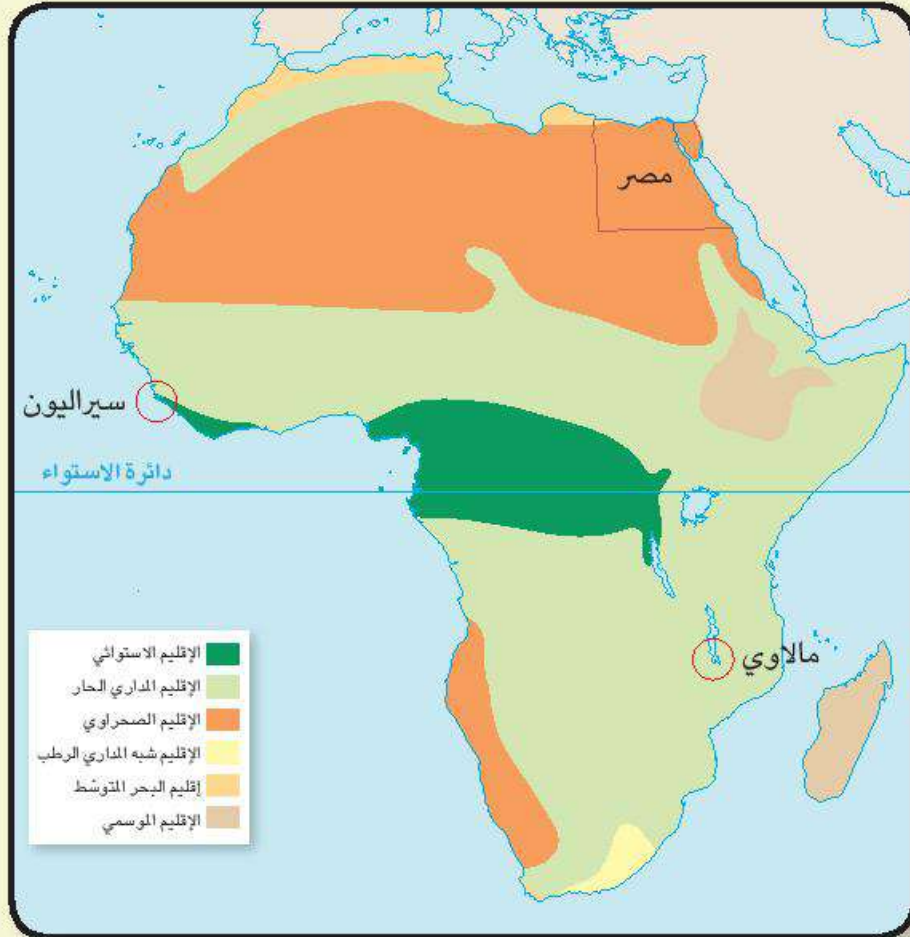 مصر
سيراليون
دائرة الاستواء
مالاوي
الإقليم الاستوائي
الإقليم المداري الحار
الإقليم الصحراوي
الإقليم شبه المداري الرطب
إقليم البحر المتوسّط
الإقليم الموسمي